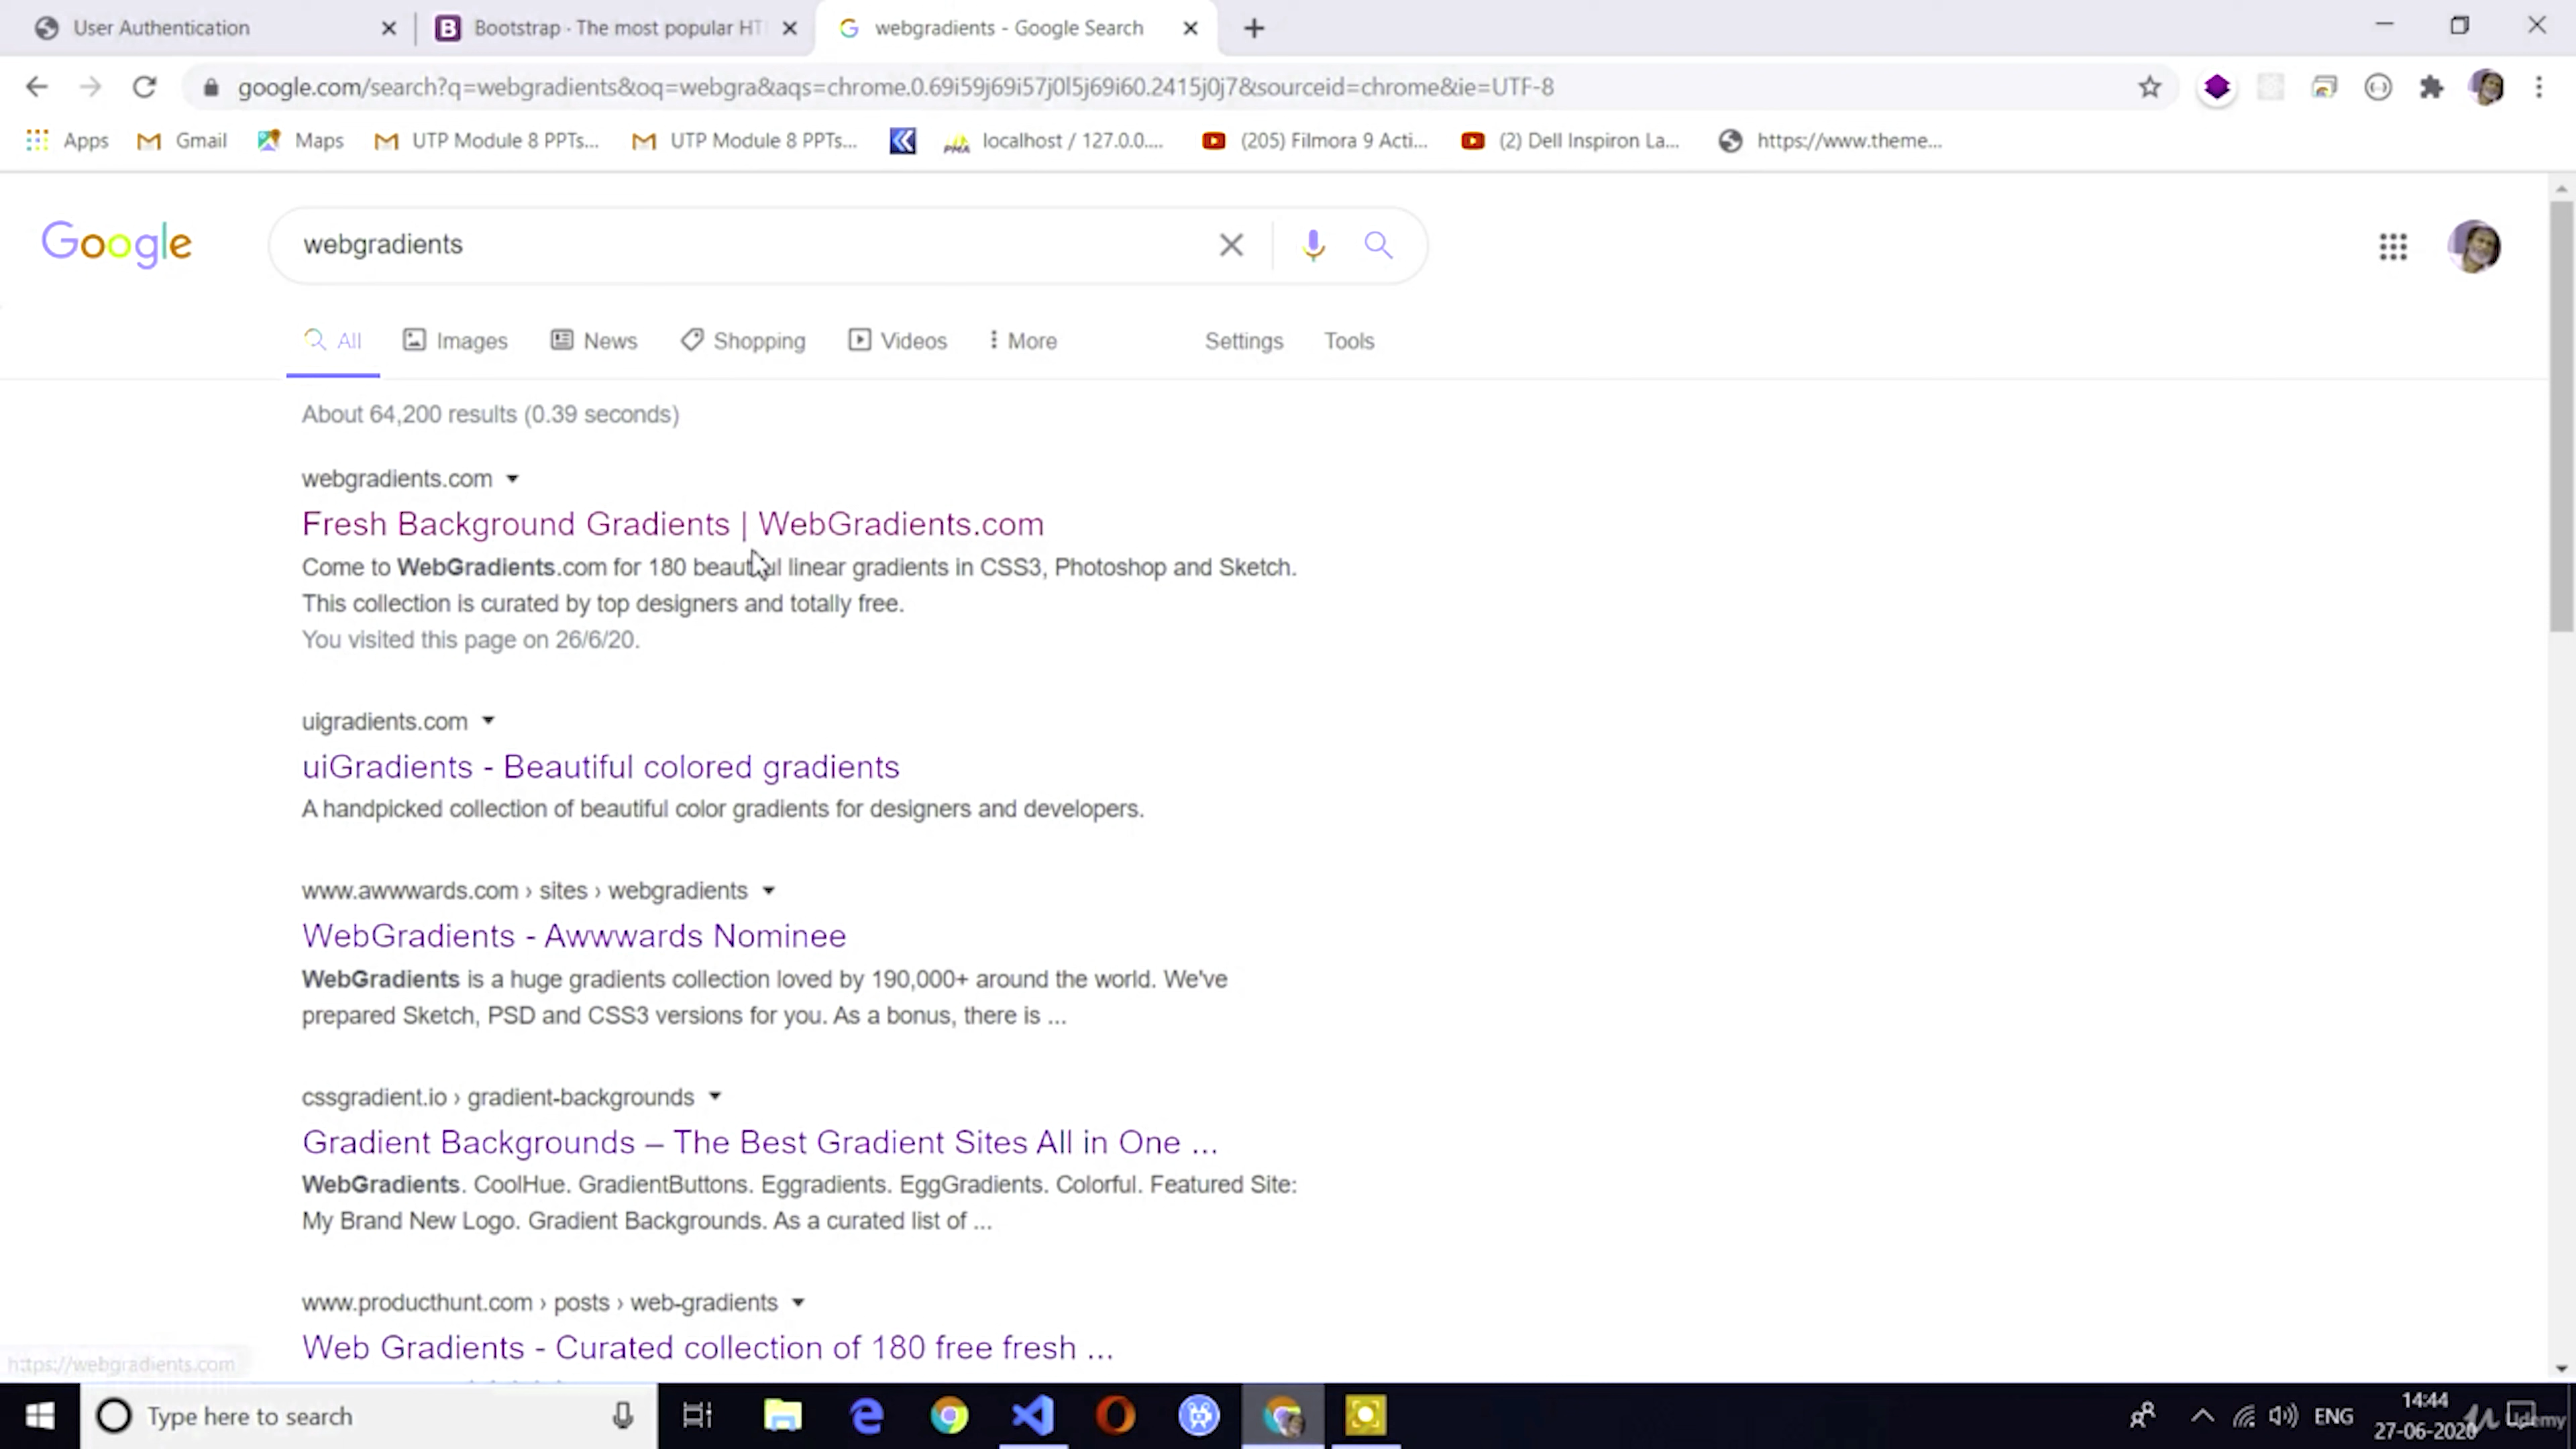 User Authentication
Bootstrap · The most popular HT
webgradients - Google Search
google.com/search?q=webgradients&oq=webgra&aqs=chrome.0.69i59j69i57j0l5j69i60.2415j0j7&sourceid=chrome&ie=UTF-8
Apps
Gmail
Maps
UTP Module 8 PPTs...
UTP Module 8 PPTs...
localhost / 127.0.0....
(205) Filmora 9 Acti...
(2) Dell Inspiron La...
https://www.theme...
Google
webgradients
All
Images
News
Shopping
Videos
More
Settings
Tools
About 64,200 results (0.39 seconds)
webgradients.com
Fresh Background Gradients | WebGradients.com
Come to WebGradients.com for 180 beautiful linear gradients in CSS3, Photoshop and Sketch.
This collection is curated by top designers and totally free.
You visited this page on 26/6/20.
uigradients.com
uiGradients - Beautiful colored gradients
A handpicked collection of beautiful color gradients for designers and developers.
www.awwwards.com › sites › webgradients
WebGradients - Awwwards Nominee
WebGradients is a huge gradients collection loved by 190,000+ around the world. We've
prepared Sketch, PSD and CSS3 versions for you. As a bonus, there is ...
cssgradient.io › gradient-backgrounds
Gradient Backgrounds – The Best Gradient Sites All in One ...
WebGradients. CoolHue. GradientButtons. Eggradients. EggGradients. Colorful. Featured Site:
My Brand New Logo. Gradient Backgrounds. As a curated list of ...
www.producthunt.com › posts › web-gradients
Web Gradients - Curated collection of 180 free fresh ...
https://webgradients.com
Type here to search
ENG
14:44
27-06-2020
Udemy